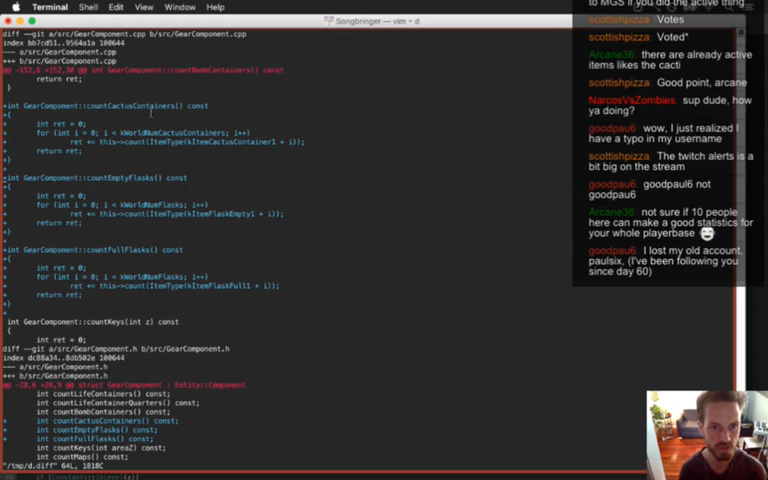 Terminal Shell Edit View Window Help
Songbringer — vim • d
diff --git a/src/GearComponent.cpp b/src/GearComponent.cpp
index bb7cd51..9564a1a 100644
--- a/src/GearComponent.cpp
+++ b/src/GearComponent.cpp
@@ -152,6 +152,30 @@ int GearComponent::countBombContainers() const
return ret;
}
+int GearComponent::countCactusContainers() const
+{
+ int ret = 0;
+ for (int i = 0; i < kWorldNumCactusContainers; i++)
+ ret += this->count(ItemType(kItemCactusContainer1 + i));
+ return ret;
+}
+
+int GearComponent::countEmptyFlasks() const
+{
+ int ret = 0;
+ for (int i = 0; i < kWorldNumFlasks; i++)
+ ret += this->count(ItemType(kItemFlaskEmpty1 + i));
+ return ret;
+}
+
+int GearComponent::countFullFlasks() const
+{
+ int ret = 0;
+ for (int i = 0; i < kWorldNumFlasks; i++)
+ ret += this->count(ItemType(kItemFlaskFull1 + i));
+ return ret;
+}
+
int GearComponent::countKeys(int z) const
{
int ret = 0;
diff --git a/src/GearComponent.h b/src/GearComponent.h
index dc88a34..8db502e 100644
--- a/src/GearComponent.h
+++ b/src/GearComponent.h
@@ -28,6 +28,9 @@ struct GearComponent : Entity::Component
int countLifeContainers() const;
int countLifeContainerQuarters() const;
int countBombContainers() const;
+ int countCactusContainers() const;
+ int countEmptyFlasks() const;
+ int countFullFlasks() const;
int countKeys(int areaZ) const;
int countMaps() const;
"/tmp/d.diff" 64L, 1818C
to MGS if you did the active thing
scottishpizza Votes
scottishpizza Voted*
Arcane36 there are already active
items likes the cacti
scottishpizza Good point, arcane
NarcosVsZombies sup dude, how
ya doing?
goodpau6 wow, I just realized I
have a typo in my username
scottishpizza The twitch alerts is a
bit big on the stream
goodpau6 goodpaul6 not
goodpau6
Arcane36 not sure if 10 people
here can make a good statistics for
your whole playerbase
goodpau6 I lost my old account,
paulsix, (I've been following you
since day 60)